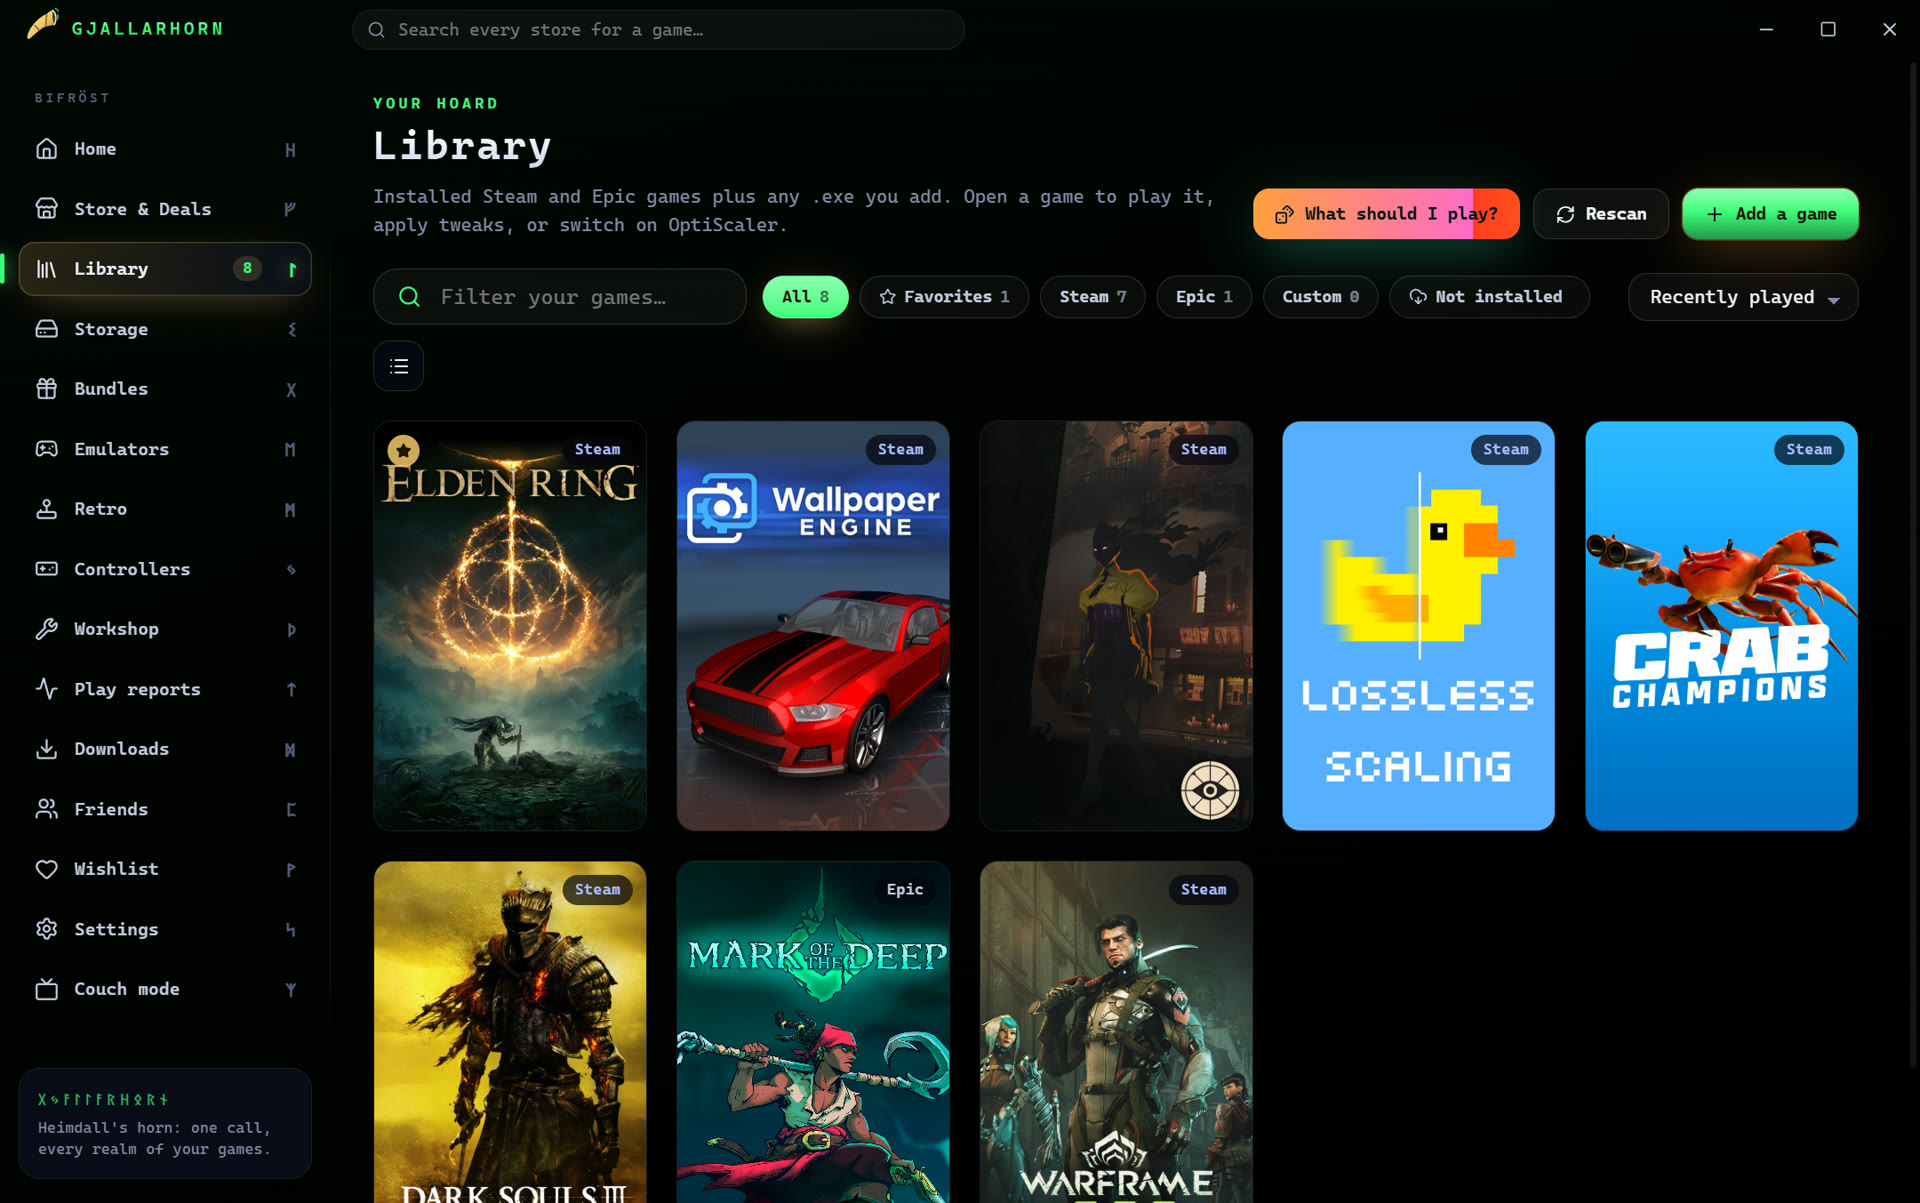 GJALLARHORN
Search every store for a game…
BIFRÖST
Home ᚺ
Store & Deals ᚠ
Library 8 ᛚ
Storage
Bundles ᚷ
Emulators ᛖ
Retro ᛗ
Controllers ᛃ
Workshop ᚦ
Play reports ᛏ
Downloads ᛞ
Friends ᛈ
Wishlist ᚹ
Settings ᛋ
Couch mode ᛉ
ᚷᛃᚨᛚᛚᚨᚱᚺᛟᚱᚾ
Heimdall's horn: one call,
every realm of your games.
YOUR HOARD
Library
Installed Steam and Epic games plus any .exe you add. Open a game to play it,
apply tweaks, or switch on OptiScaler.
What should I play?
Rescan
Add a game
Filter your games…
All 8
Favorites 1
Steam 7
Epic 1
Custom 0
Not installed
Recently played
Steam
ELDEN RING
Steam
Wallpaper
ENGINE
Steam
Steam
LOSSLESS
SCALING
Steam
CRAB
CHAMPIONS
Steam
DARK SOULS III
Epic
MARK OF THE DEEP
Steam
WARFRAME